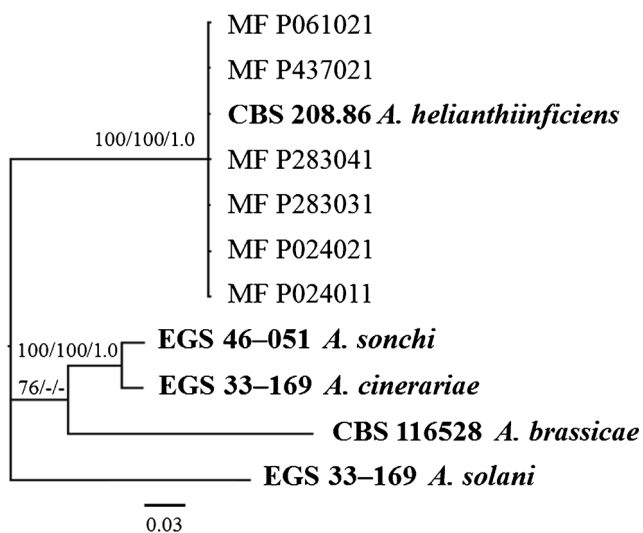 MF P061021
MF P437021
CBS 208.86 A. helianthiinficiens
100/100/1.0
MF P283041
MF P283031
MF P024021
MF P024011
EGS 46–051 A. sonchi
100/100/1.0
EGS 33–169 A. cinerariae
76/-/-
CBS 116528 A. brassicae
EGS 33–169 A. solani
0.03